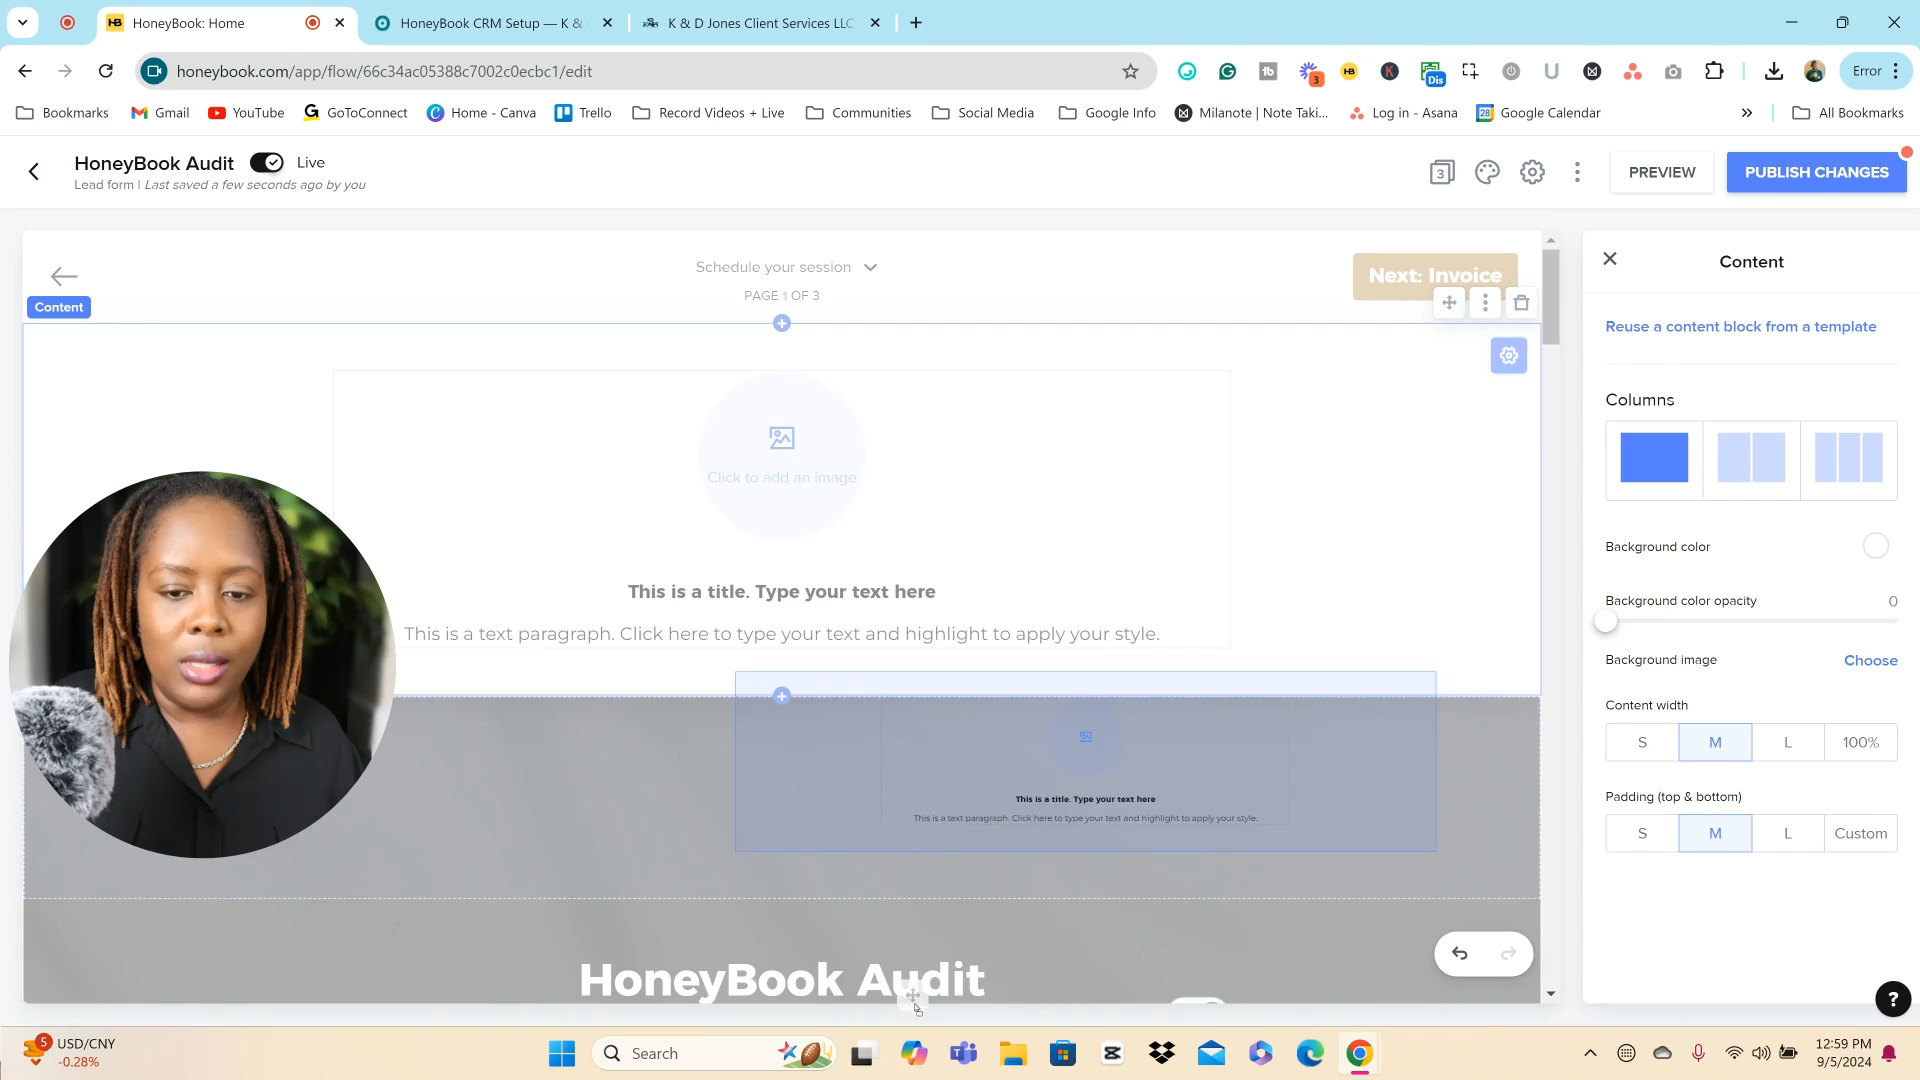 HoneyBook: Home
HoneyBook CRM Setup — K &
K & D Jones Client Services LLC
honeybook.com/app/flow/66c34ac05388c7002c0ecbc1/edit
3
Dis
Error
Bookmarks
Gmail
YouTube
GoToConnect
Home - Canva
Trello
Record Videos + Live
Communities
Social Media
Google Info
Milanote | Note Taki...
Log in - Asana
Google Calendar
All Bookmarks
HoneyBook Audit
Live
Lead form | Last saved a few seconds ago by you
3
PREVIEW
PUBLISH CHANGES
Schedule your session
PAGE 1 OF 3
Next: Invoice
Content
Click to add an image
This is a title. Type your text here
This is a text paragraph. Click here to type your text and highlight to apply your style.
This is a title. Type your text here
This is a text paragraph. Click here to type your text and highlight to apply your style.
HoneyBook Audit
Content
Reuse a content block from a template
Columns
Background color
Background color opacity
0
Background image
Choose
Content width
S
M
L
100%
Padding (top & bottom)
S
M
L
Custom
?
5
USD/CNY
-0.28%
Search
12:59 PM
9/5/2024